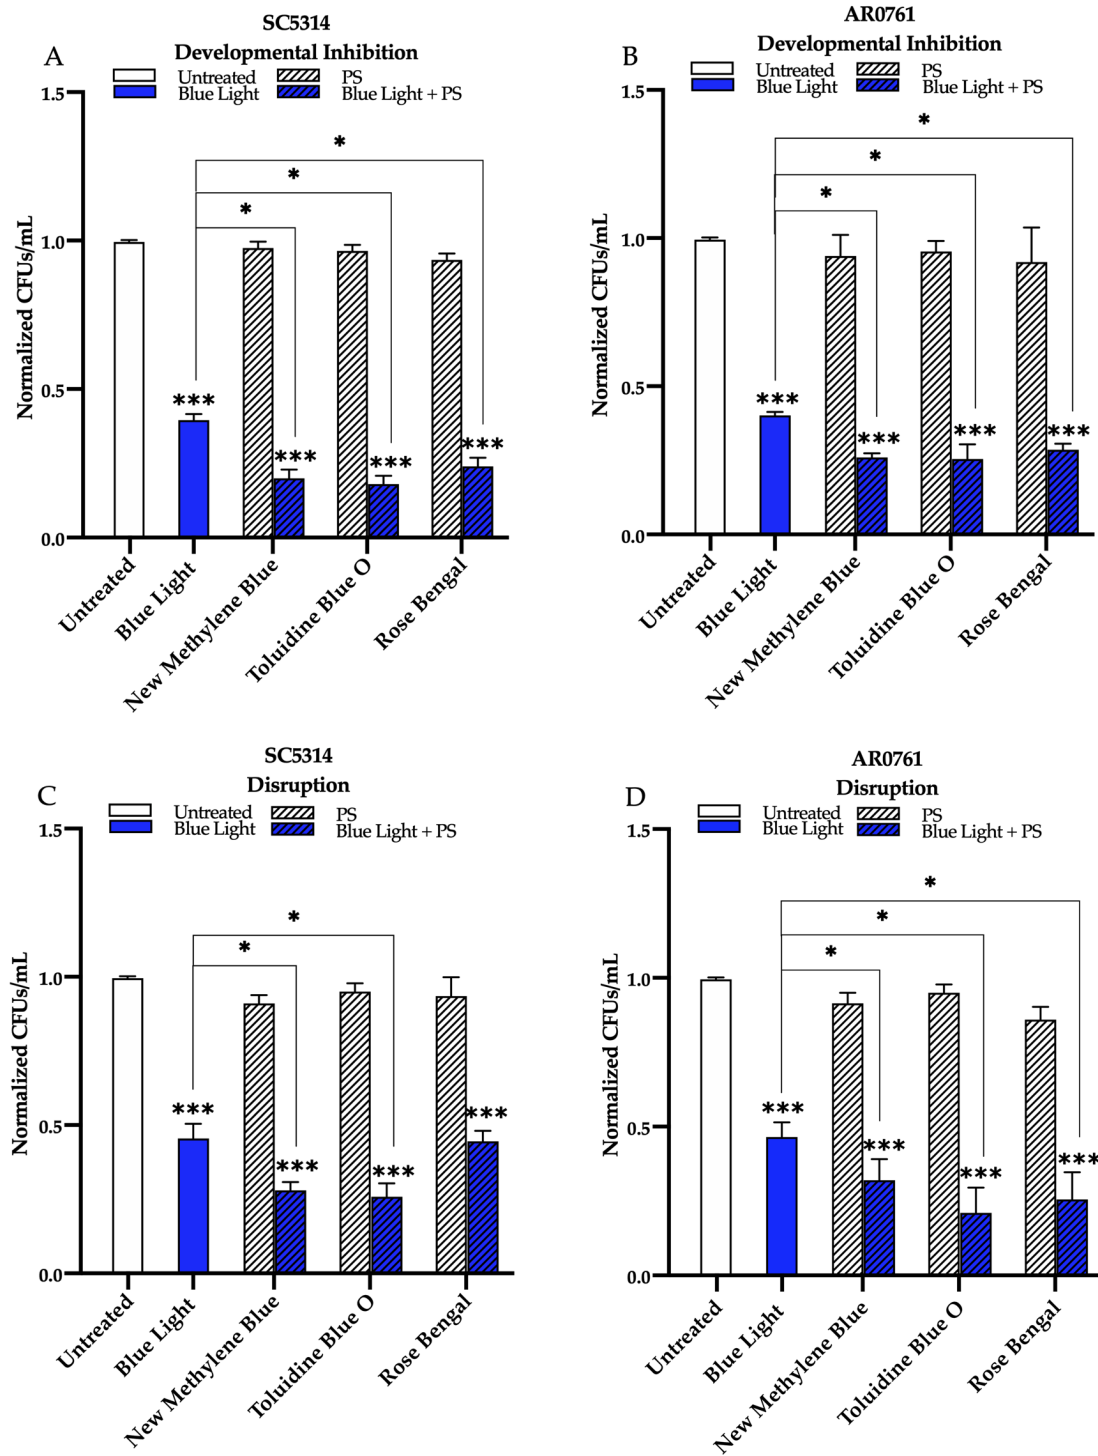 SC5314
Developmental Inhibition
A
Untreated PS
Blue Light Blue Light + PS
1.5
*
*
*
1.0
Normalized CFUs/mL
0.5
***
***
***
***
0.0
Untreated
Blue Light
New Methylene Blue
Toluidine Blue O
Rose Bengal
AR0761
Developmental Inhibition
B
Untreated PS
Blue Light Blue Light + PS
1.5
*
*
*
1.0
Normalized CFUs/mL
0.5
***
***
***
***
0.0
Untreated
Blue Light
New Methylene Blue
Toluidine Blue O
Rose Bengal
SC5314
Disruption
C
Untreated PS
Blue Light Blue Light + PS
1.5
*
*
1.0
Normalized CFUs/mL
0.5
***
***
***
***
0.0
Untreated
Blue Light
New Methylene Blue
Toluidine Blue O
Rose Bengal
AR0761
Disruption
D
Untreated PS
Blue Light Blue Light + PS
1.5
*
*
*
1.0
Normalized CFUs/mL
0.5
***
***
***
***
0.0
Untreated
Blue Light
New Methylene Blue
Toluidine Blue O
Rose Bengal